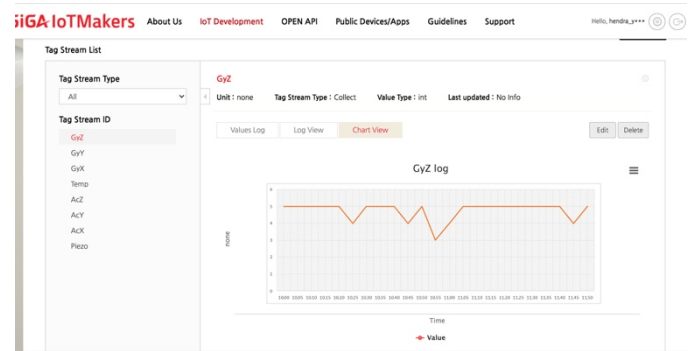 GiGA IoTMakers About Us IoT Development OPEN API Public Devices/Apps Guidelines Support Hello, hendra_y***
Tag Stream List
Tag Stream Type
All
Tag Stream ID
GyZ
GyY
GyX
Temp
AcZ
AcY
AcX
Piezo
GyZ
Unit : none Tag Stream Type : Collect Value Type : int Last updated : No Info
Values Log Log View Chart View Edit Delete
GyZ log
none
Time
Value